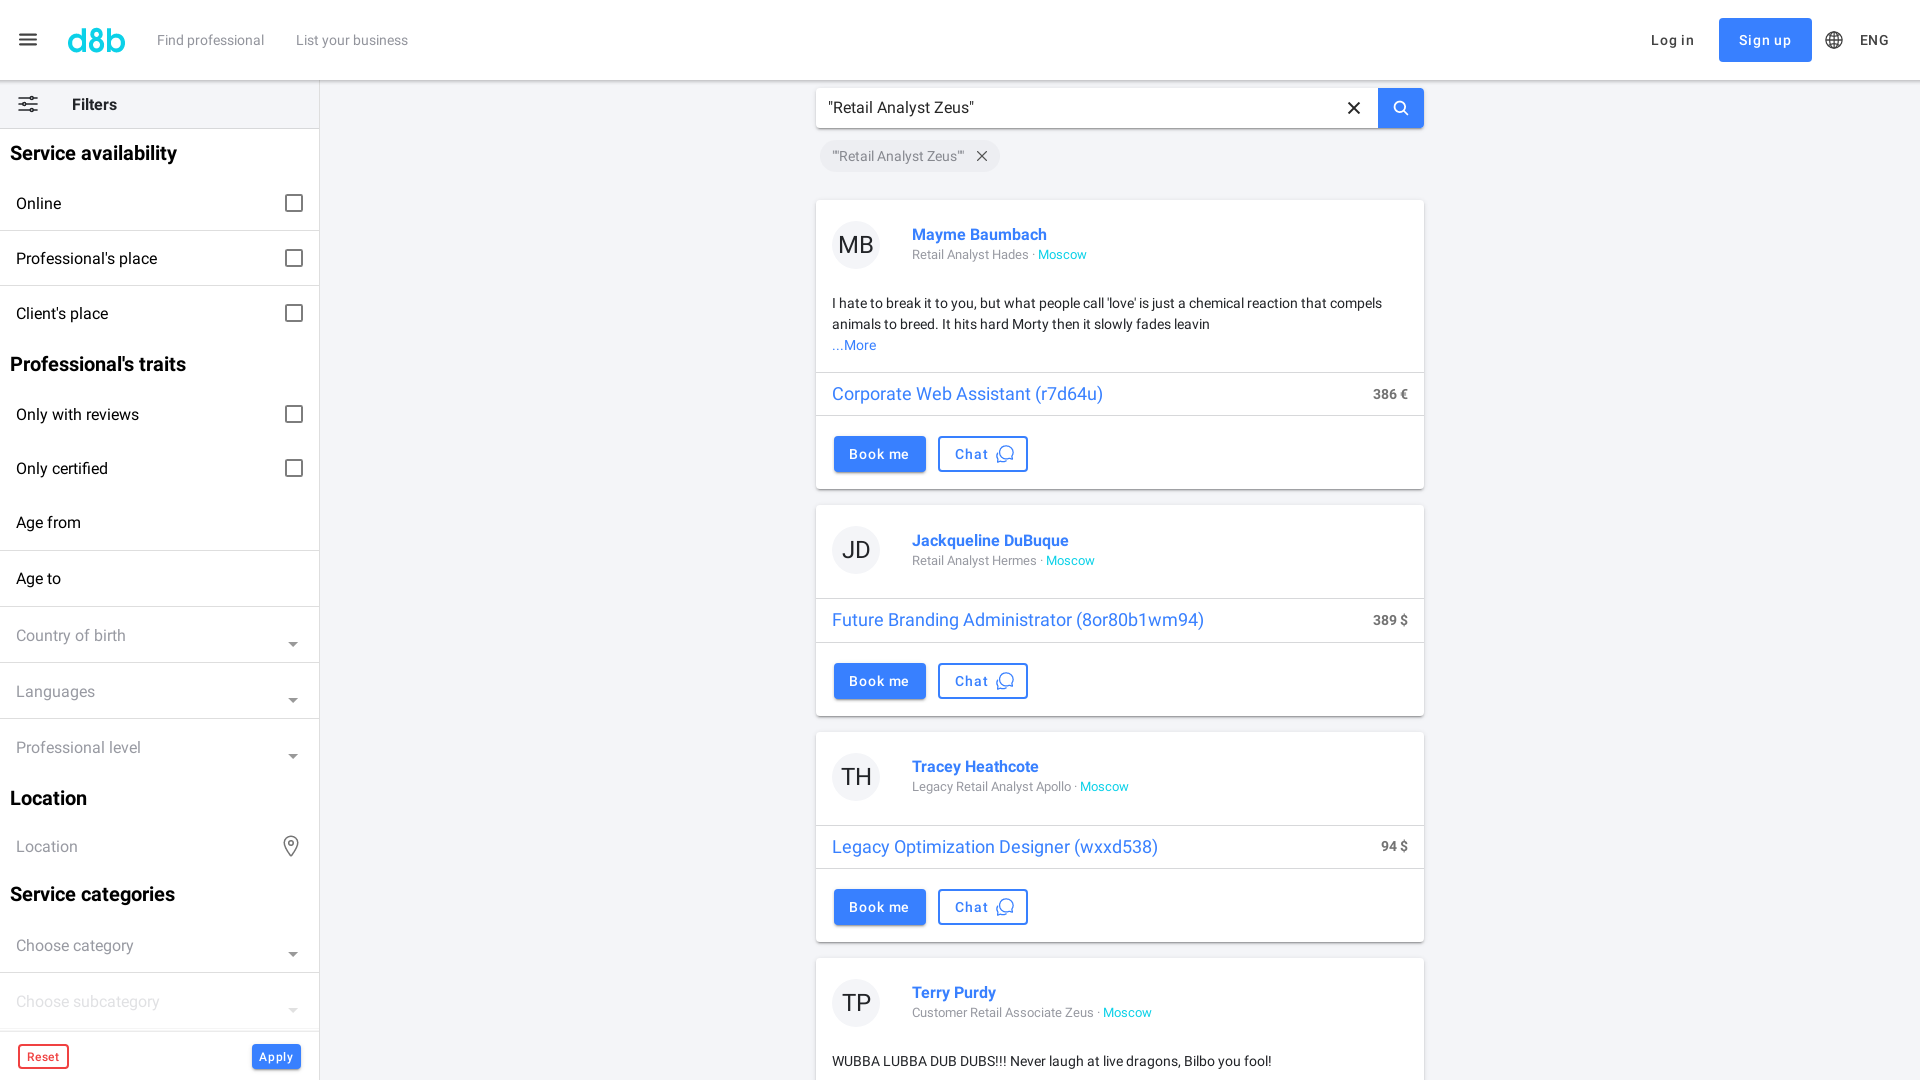 d8b
Find professional
List your business
Log in
Sign up
ENG
Filters
Service availability
Online
Professional's place
Client's place
Professional's traits
Only with reviews
Only certified
Age from
Age to
Country of birth
Languages
Professional level
Location
Location
Service categories
Choose category
Choose subcategory
Reset
Apply
"Retail Analyst Zeus"
""Retail Analyst Zeus""
MB
Mayme Baumbach
Retail Analyst Hades · Moscow
I hate to break it to you, but what people call 'love' is just a chemical reaction that compels
animals to breed. It hits hard Morty then it slowly fades leavin
...More
Corporate Web Assistant (r7d64u)
386 €
Book me
Chat
JD
Jackqueline DuBuque
Retail Analyst Hermes · Moscow
Future Branding Administrator (8or80b1wm94)
389 $
Book me
Chat
TH
Tracey Heathcote
Legacy Retail Analyst Apollo · Moscow
Legacy Optimization Designer (wxxd538)
94 $
Book me
Chat
TP
Terry Purdy
Customer Retail Associate Zeus · Moscow
WUBBA LUBBA DUB DUBS!!! Never laugh at live dragons, Bilbo you fool!